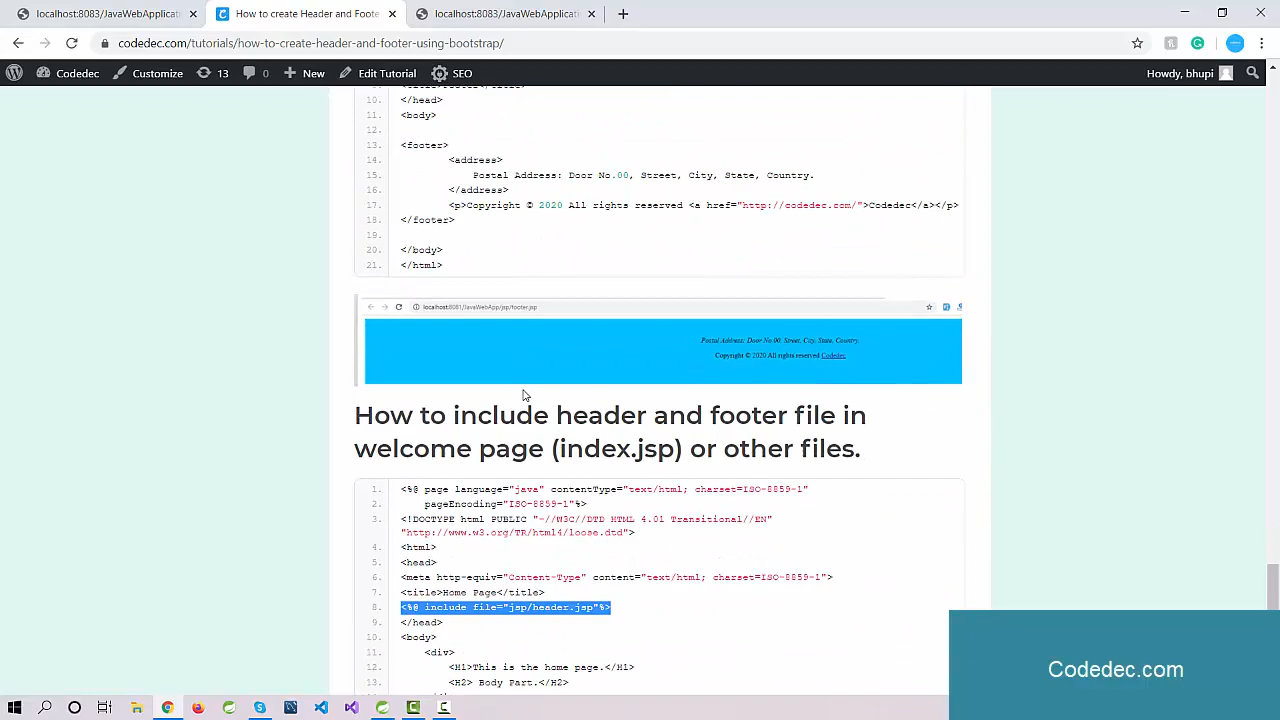 localhost:8083/JavaWebApplicati
How to create Header and Foote
localhost:8083/JavaWebApplicatio
codedec.com/tutorials/how-to-create-header-and-footer-using-bootstrap/
Codedec
Customize
13
0
New
Edit Tutorial
SEO
Howdy, bhupi
10. </head>
11. <body>
12.
13. <footer>
14. <address>
15. Postal Address: Door No.00, Street, City, State, Country.
16. </address>
17. <p>Copyright © 2020 All rights reserved <a href="http://codedec.com/">Codedec</a></p>
18. </footer>
19.
20. </body>
21. </html>
localhost:8081/JavaWebApp/jsp/footer.jsp
Postal Address: Door No.00, Street, City, State, Country.
Copyright © 2020 All rights reserved Codedec.
How to include header and footer file in
welcome page (index.jsp) or other files.
1. <%@ page language="java" contentType="text/html; charset=ISO-8859-1"
2. pageEncoding="ISO-8859-1"%>
3. <!DOCTYPE html PUBLIC "-//W3C//DTD HTML 4.01 Transitional//EN"
"http://www.w3.org/TR/html4/loose.dtd">
4. <html>
5. <head>
6. <meta http-equiv="Content-Type" content="text/html; charset=ISO-8859-1">
7. <title>Home Page</title>
8. <%@ include file="jsp/header.jsp"%>
9. </head>
10. <body>
11. <div>
12. <H1>This is the home page.</H1>
13. <H2> Body Part.</H2>
Codedec.com